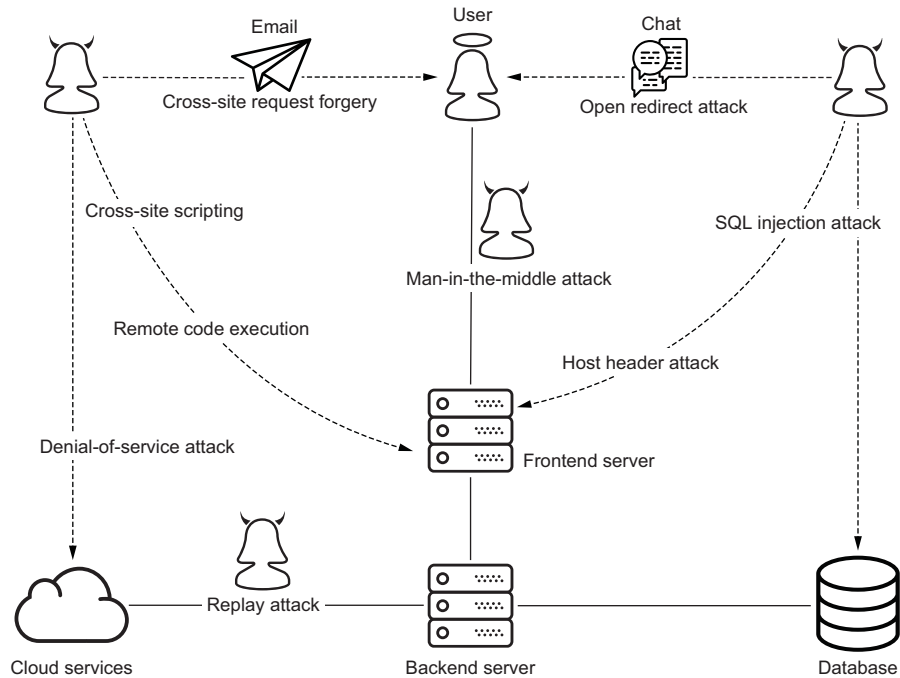 User
Email
Chat
Cross-site request forgery
Open redirect attack
Cross-site scripting
SQL injection attack
Man-in-the-middle attack
Remote code execution
Host header attack
Denial-of-service attack
Frontend server
Replay attack
Cloud services
Backend server
Database